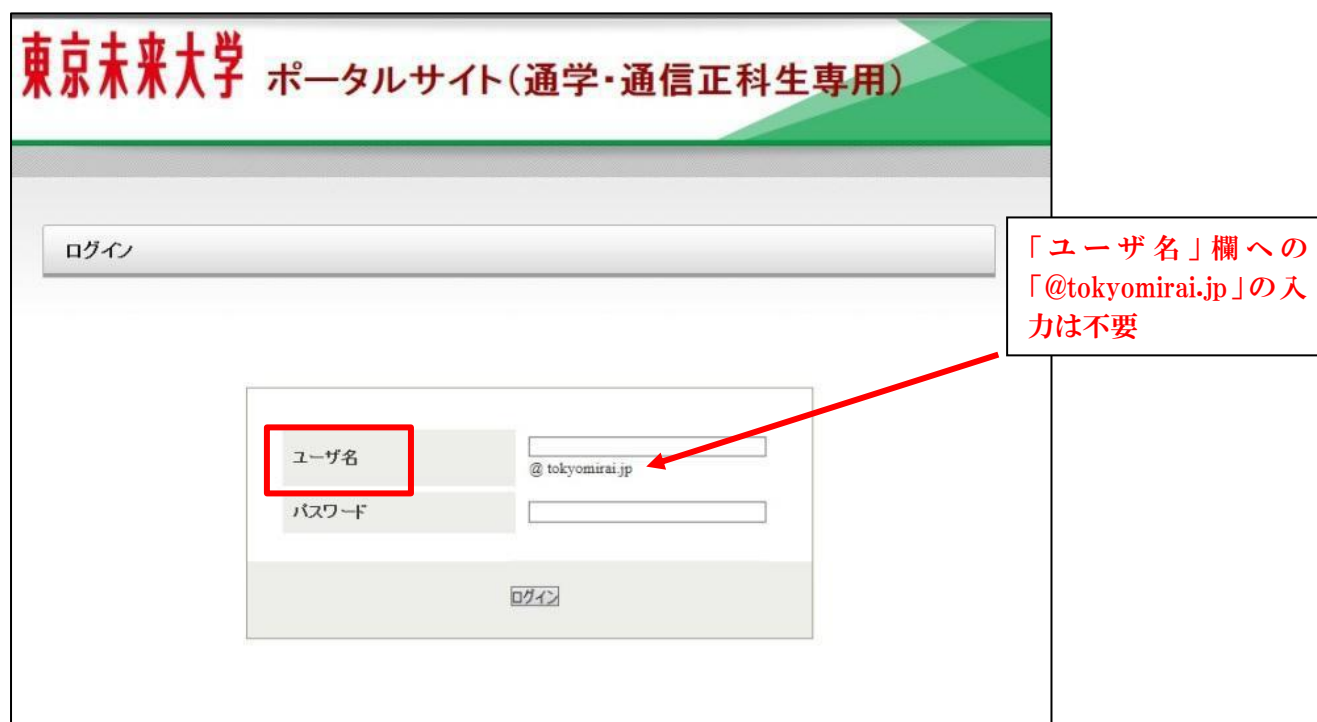 東京未来大学 ポータルサイト(通学・通信正科生専用)
ログイン
「ユーザ名」欄への
「@tokyomirai.jp」の入
力は不要
ユーザ名
@ tokyomirai.jp
パスワード
ログイン